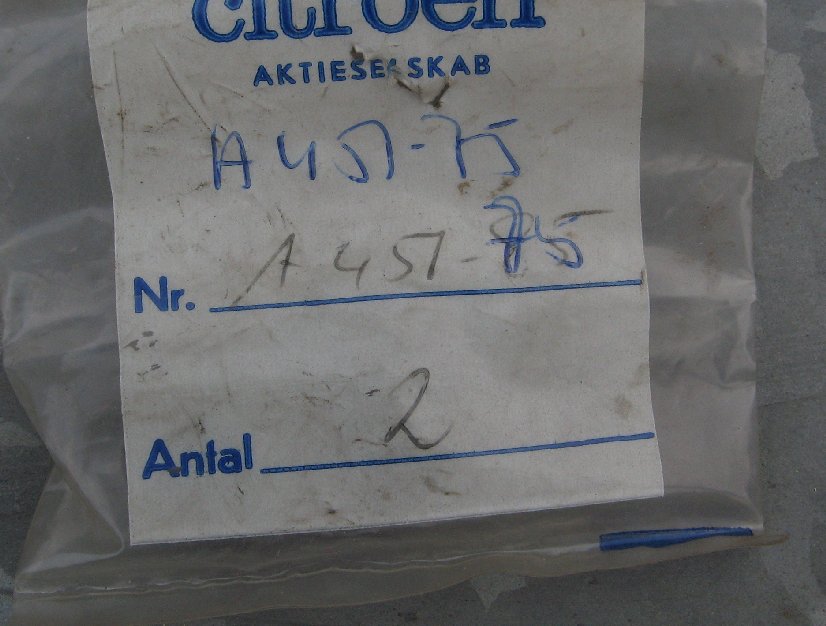 citroën
AKTIESELSKAB
A 451-75
Nr. A 451-75
Antal 2